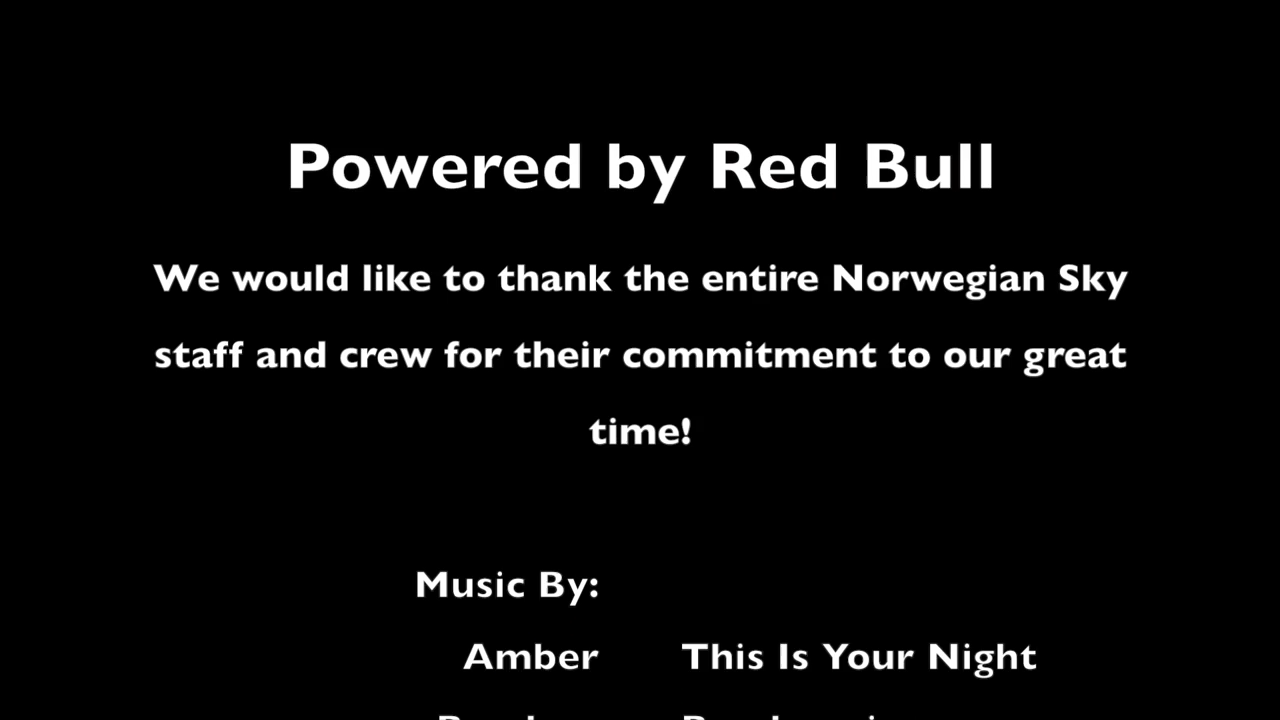 Powered by Red Bull
We would like to thank the entire Norwegian Sky
staff and crew for their commitment to our great
time!
Music By:
Amber This Is Your Night